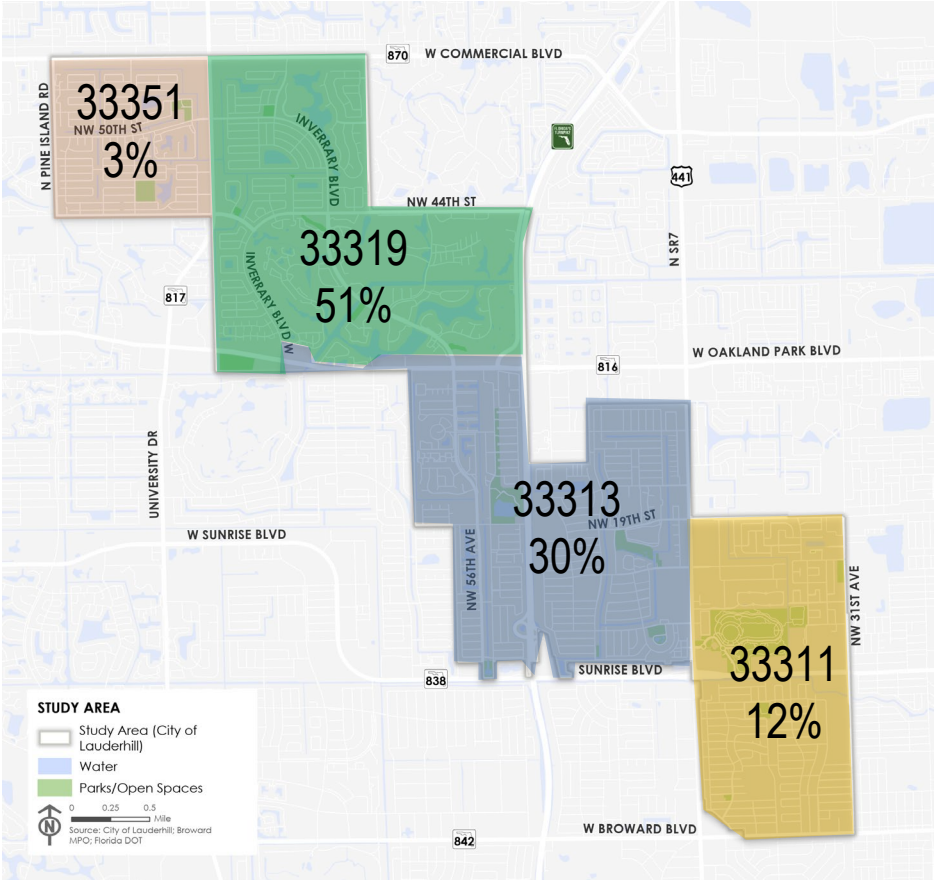 870
W COMMERCIAL BLVD
N PINE ISLAND RD
33351
NW 50TH ST
3%
INVERRARY BLVD
FLORIDA'S
TURNPIKE
441
NW 44TH ST
N SR7
33319
51%
INVERRARY BLVD W
817
816
W OAKLAND PARK BLVD
UNIVERSITY DR
33313
NW 19TH ST
30%
W SUNRISE BLVD
NW 56TH AVE
NW 31ST AVE
838
SUNRISE BLVD
33311
12%
STUDY AREA
Study Area (City of
Lauderhill)
Water
Parks/Open Spaces
N
0 0.25 0.5
Mile
Source: City of Lauderhill; Broward
MPO; Florida DOT
842
W BROWARD BLVD